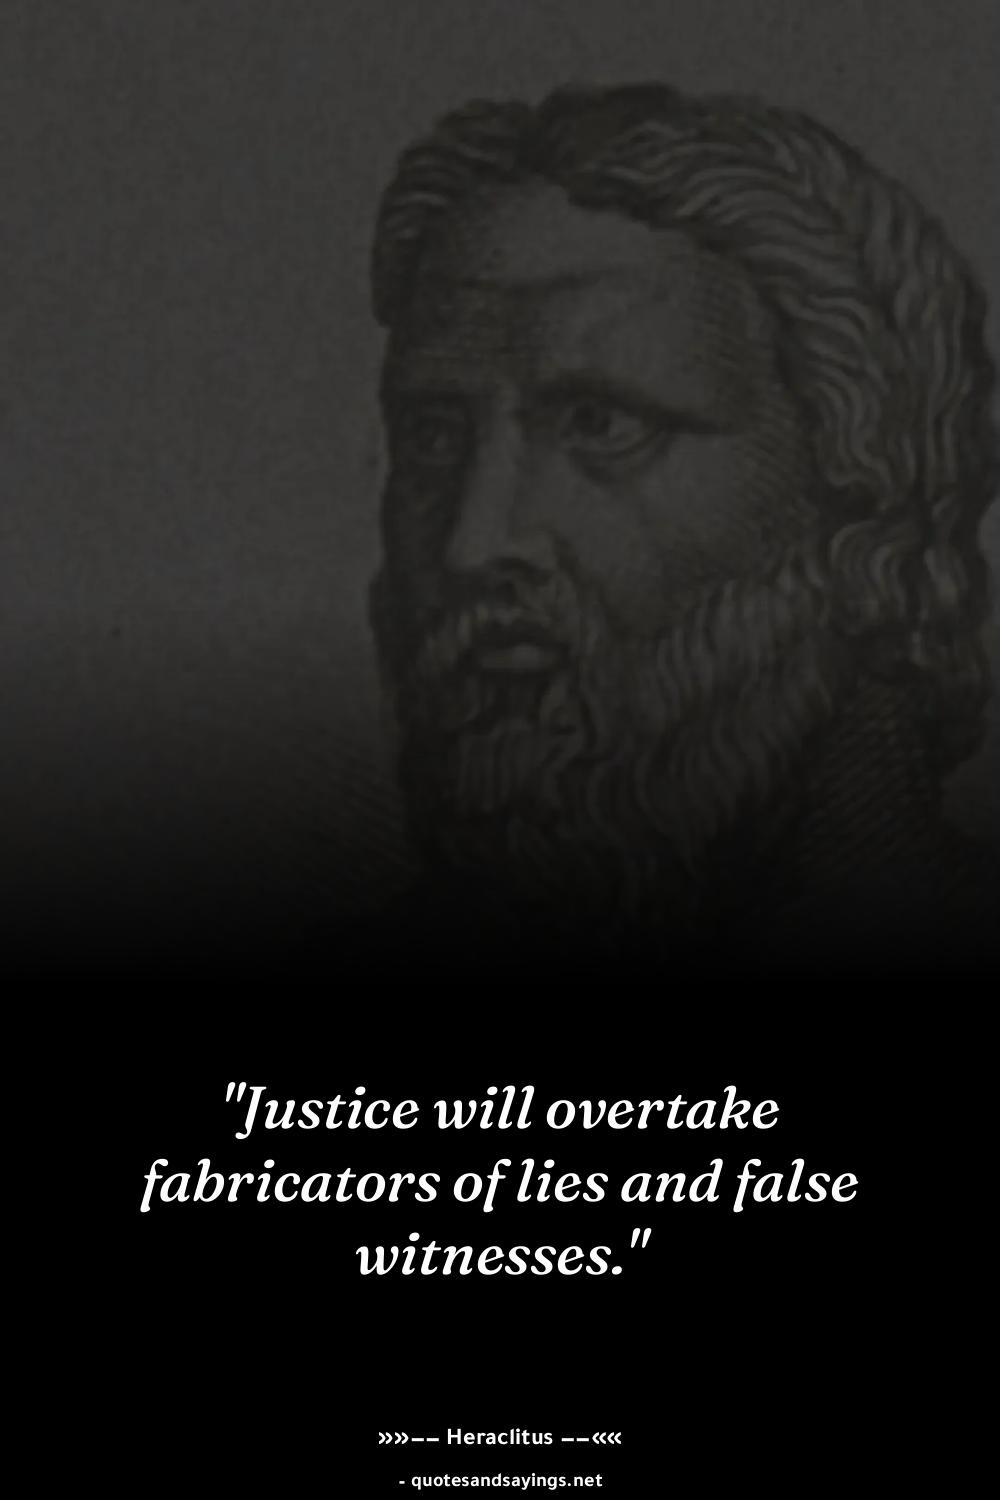 "Justice will overtake
fabricators of lies and false
witnesses."
»»—— Heraclitus ——««
- quotesandsayings.net